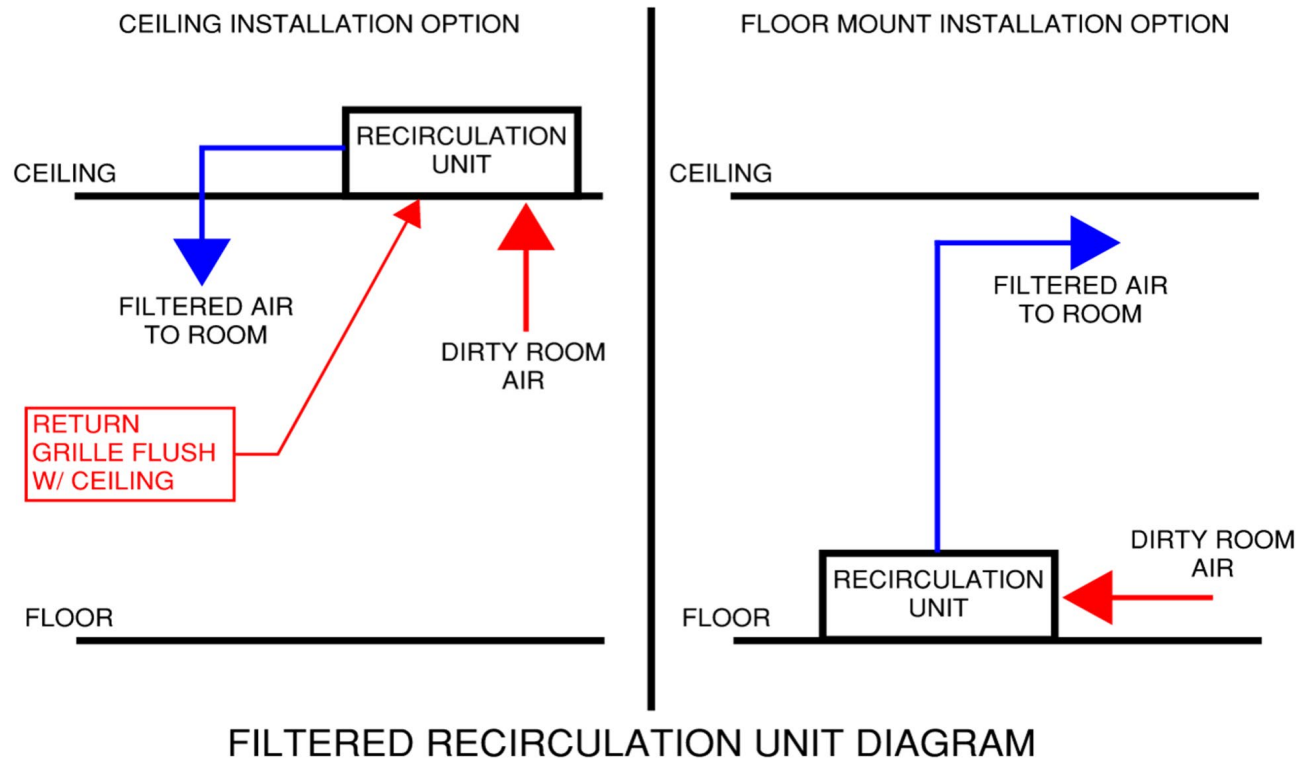 CEILING INSTALLATION OPTION
RECIRCULATION
UNIT
CEILING
FILTERED AIR
TO ROOM
DIRTY ROOM
AIR
RETURN
GRILLE FLUSH
W/ CEILING
FLOOR
FLOOR MOUNT INSTALLATION OPTION
CEILING
FILTERED AIR
TO ROOM
DIRTY ROOM
AIR
RECIRCULATION
UNIT
FLOOR
FILTERED RECIRCULATION UNIT DIAGRAM